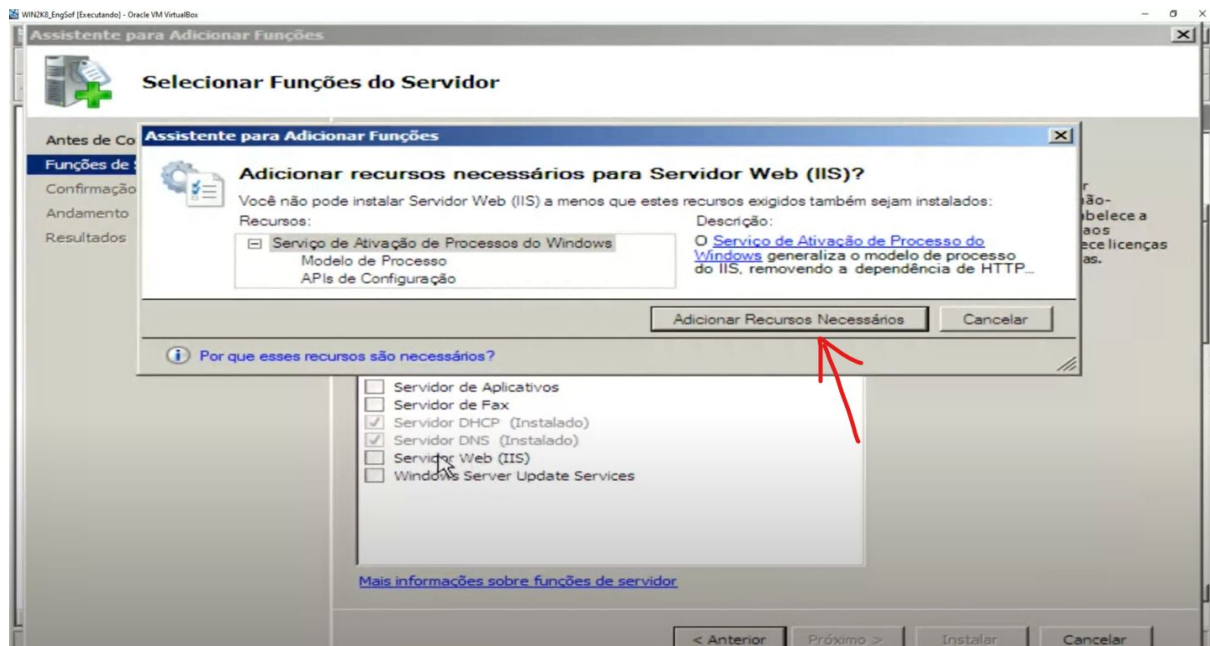 WIN2K8_EngSof [Executando] - Oracle VM VirtualBox
Assistente para Adicionar Funções
Selecionar Funções do Servidor
Antes de Co
Funções de S
Confirmação
Andamento
Resultados
Assistente para Adicionar Funções
Adicionar recursos necessários para Servidor Web (IIS)?
Você não pode instalar Servidor Web (IIS) a menos que estes recursos exigidos também sejam instalados:
Recursos:
Serviço de Ativação de Processos do Windows
Modelo de Processo
APIs de Configuração
Descrição:
O Serviço de Ativação de Processo do
Windows generaliza o modelo de processo
do IIS, removendo a dependência de HTTP...
Adicionar Recursos Necessários
Cancelar
Por que esses recursos são necessários?
ão-
belece a
aos
ece licenças
as.
Servidor de Aplicativos
Servidor de Fax
Servidor DHCP (Instalado)
Servidor DNS (Instalado)
Servidor Web (IIS)
Windows Server Update Services
Mais informações sobre funções de servidor
< Anterior
Próximo >
Instalar
Cancelar